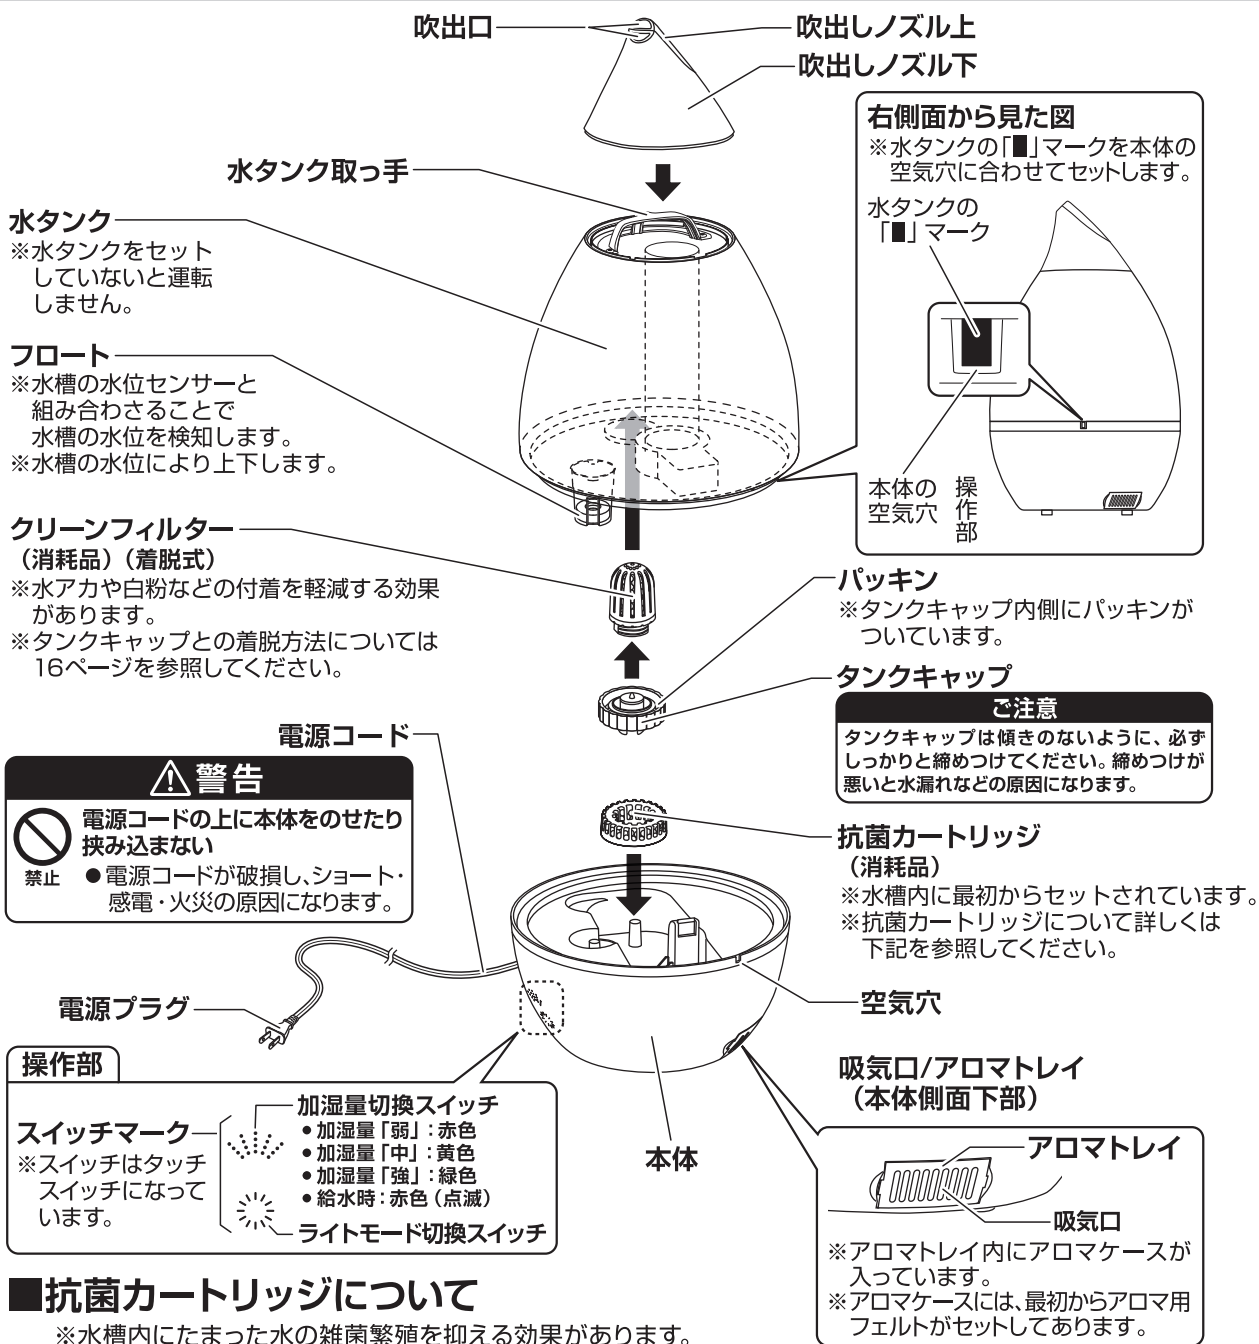 吹出口
吹出しノズル上
吹出しノズル下
右側面から見た図
※水タンクの「■」マークを本体の
空気穴に合わせてセットします。
水タンクの
「■」マーク
本体の
空気穴
操作部
水タンク取っ手
水タンク
※水タンクをセット
していないと運転
しません。
フロート
※水槽の水位センサーと
組み合わさることで
水槽の水位を検知します。
※水槽の水位により上下します。
クリーンフィルター
（消耗品）（着脱式）
※水アカや白粉などの付着を軽減する効果
があります。
※タンクキャップとの着脱方法については
16ページを参照してください。
パッキン
※タンクキャップ内側にパッキンが
ついています。
タンクキャップ
ご注意
タンクキャップは傾きのないように、必ず
しっかりと締めつけてください。締めつけが
悪いと水漏れなどの原因になります。
電源コード
警告
禁止
電源コードの上に本体をのせたり
挟み込まない
●電源コードが破損し、ショート・
感電・火災の原因になります。
抗菌カートリッジ
（消耗品）
※水槽内に最初からセットされています。
※抗菌カートリッジについて詳しくは
下記を参照してください。
空気穴
電源プラグ
操作部
スイッチマーク
※スイッチはタッチ
スイッチになって
います。
加湿量切換スイッチ
●加湿量「弱」：赤色
●加湿量「中」：黄色
●加湿量「強」：緑色
●給水時：赤色（点滅）
ライトモード切換スイッチ
本体
吸気口/アロマトレイ
（本体側面下部）
アロマトレイ
吸気口
※アロマトレイ内にアロマケースが
入っています。
※アロマケースには、最初からアロマ用
フェルトがセットしてあります。
■抗菌カートリッジについて
※水槽内にたまった水の雑菌繁殖を抑える効果があります。